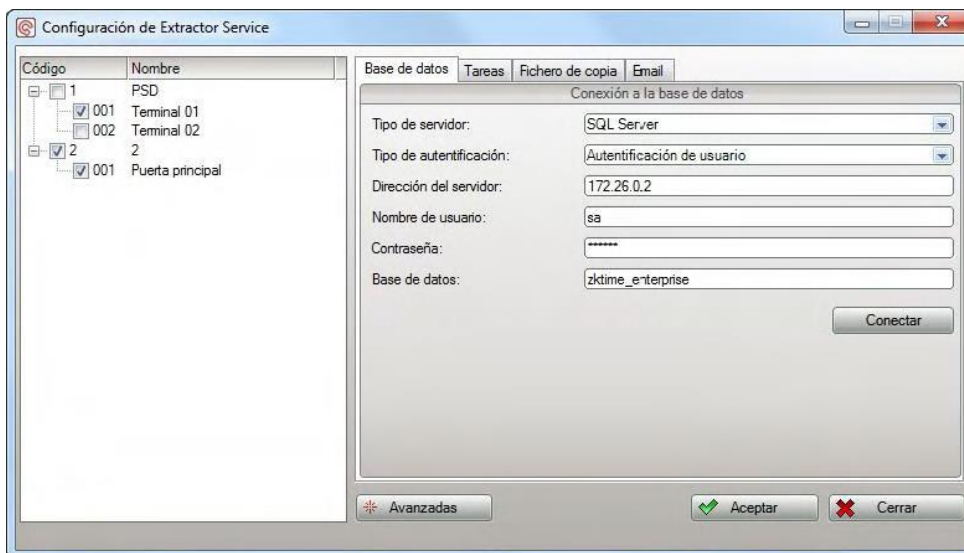 Configuración de Extractor Service
Código Nombre
1 PSD
001 Terminal 01
002 Terminal 02
2 2
001 Puerta principal
Base de datos Tareas Fichero de copia Email
Conexión a la base de datos
Tipo de servidor: SQL Server
Tipo de autentificación: Autentificación de usuario
Dirección del servidor: 172.26.0.2
Nombre de usuario: sa
Contraseña: ******
Base de datos: zktime_enterprise
Conectar
Avanzadas Aceptar Cerrar